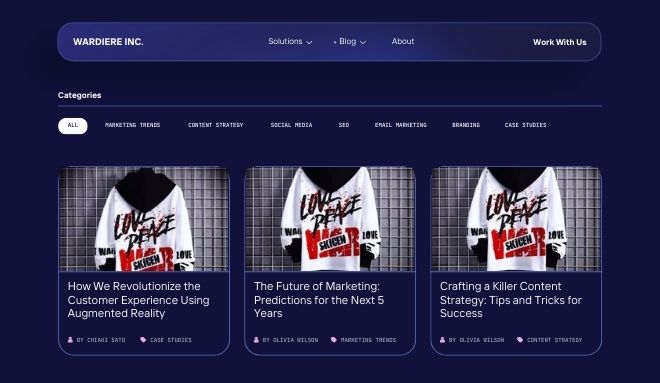 WARDIERE INC.
Solutions
Blog
About
Work With Us
Categories
ALL
MARKETING TRENDS
CONTENT STRATEGY
SOCIAL MEDIA
SEO
EMAIL MARKETING
BRANDING
CASE STUDIES
LOVE
PEACE
WAR
SKICEN
LOVE
LOVE
PEACE
WAR
SKICEN
LOVE
LOVE
PEACE
WAR
SKICEN
LOVE
How We Revolutionize the
Customer Experience Using
Augmented Reality
BY CHIAKI SATO
CASE STUDIES
The Future of Marketing:
Predictions for the Next 5
Years
BY OLIVIA WILSON
MARKETING TRENDS
Crafting a Killer Content
Strategy: Tips and Tricks for
Success
BY OLIVIA WILSON
CONTENT STRATEGY